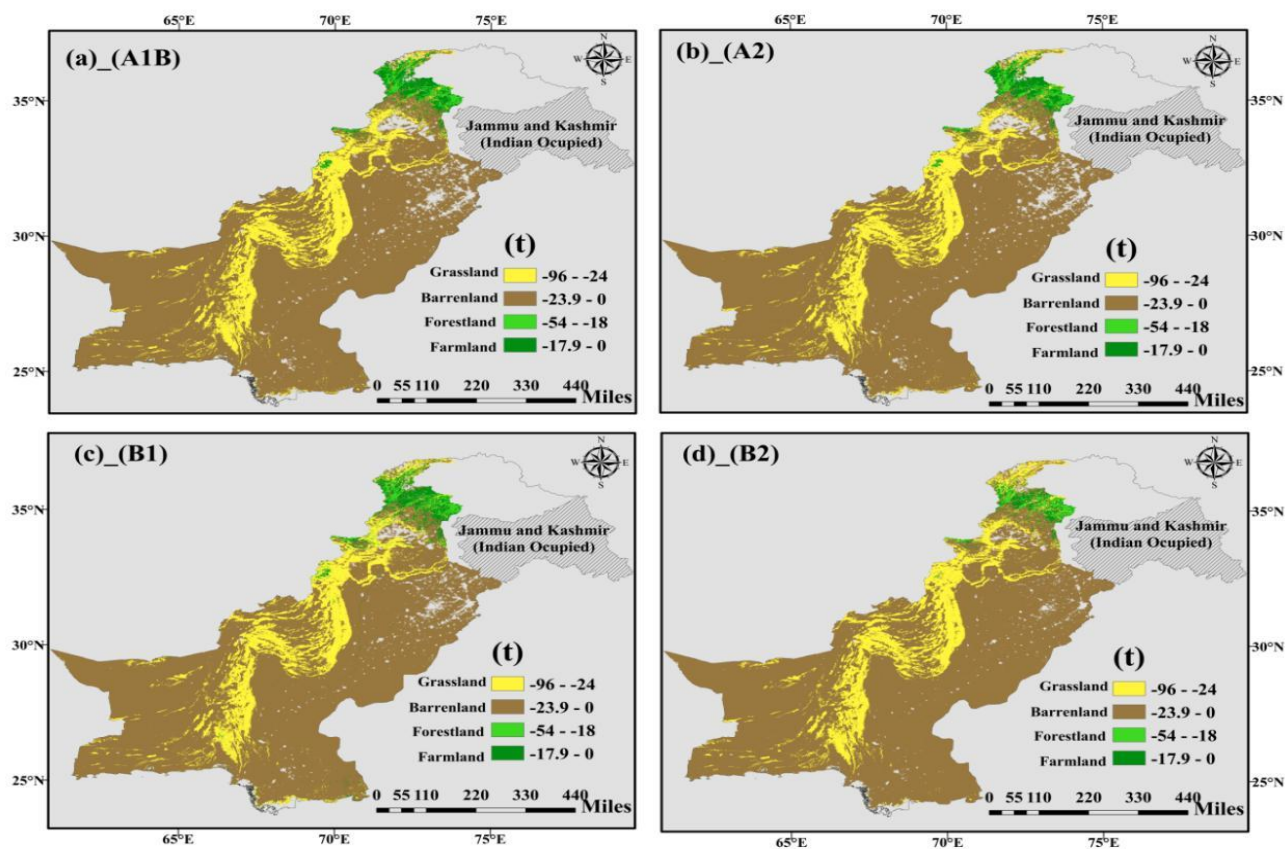 65°E 70°E 75°E
70°E 75°E
(a)_(A1B)
N
W E
S
35°N
Jammu and Kashmir
(Indian Ocupied)
30°N
(t)
Grassland -96 - -24
Barrenland -23.9 - 0
Forestland -54 - -18
Farmland -17.9 - 0
25°N
0 55 110 220 330 440
Miles
(b)_(A2)
N
W E
S
35°N
Jammu and Kashmir
(Indian Ocupied)
30°N
(t)
Grassland -96 - -24
Barrenland -23.9 - 0
Forestland -54 - -18
Farmland -17.9 - 0
25°N
0 55 110 220 330 440
Miles
(c)_(B1)
N
W E
S
35°N
Jammu and Kashmir
(Indian Ocupied)
30°N
(t)
Grassland -96 - -24
Barrenland -23.9 - 0
Forestland -54 - -18
Farmland -17.9 - 0
25°N
0 55 110 220 330 440
Miles
65°E 70°E 75°E
(d)_(B2)
N
W E
S
35°N
Jammu and Kashmir
(Indian Ocupied)
30°N
(t)
Grassland -96 - -24
Barrenland -23.9 - 0
Forestland -54 - -18
Farmland -17.9 - 0
25°N
0 55 110 220 330 440
Miles
65°E 70°E 75°E